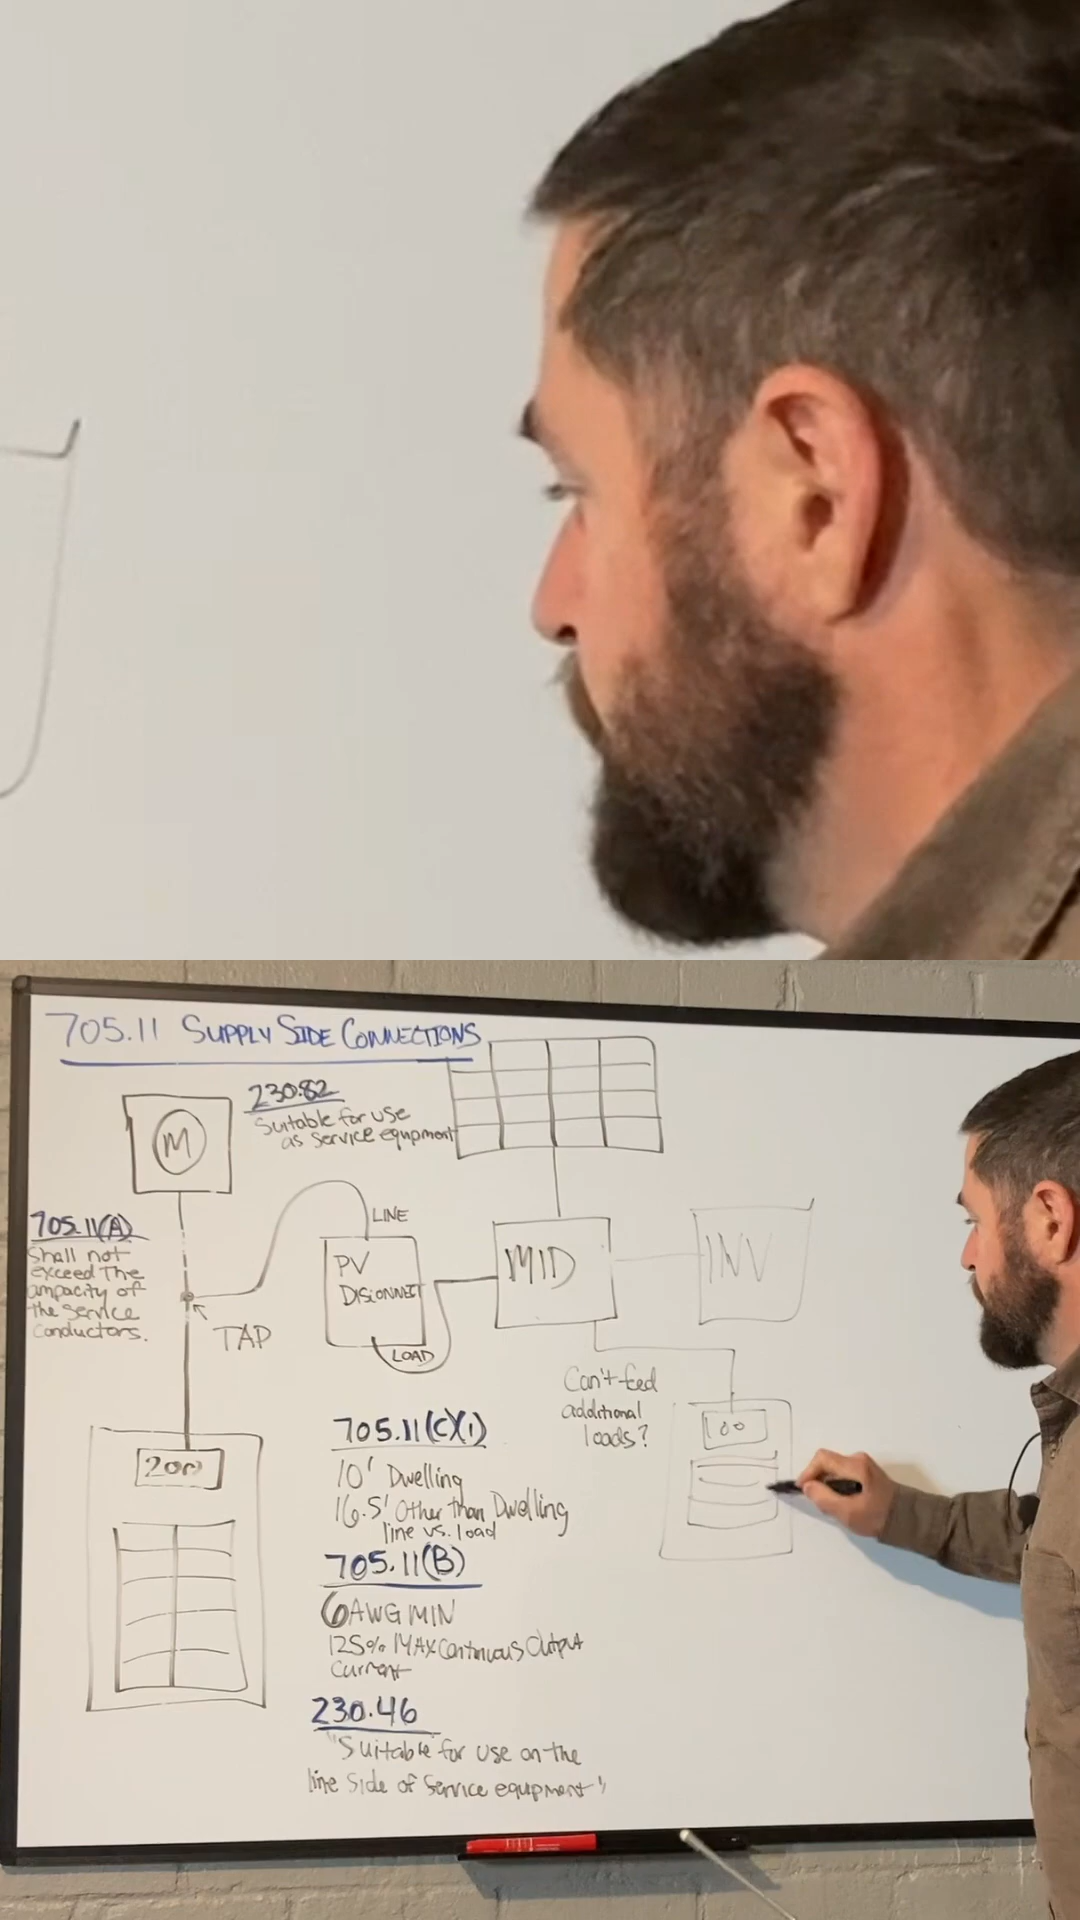 705.11 SUPPLY SIDE CONNECTIONS
230.82
Suitable for use
as service equpment
M
705.11(A)
Shall not
exceed The
ampacity of
the service
conductors.
TAP
LINE
PV
DISCONNECT
LOAD
MID
INV
Can't feed
additional
loads?
100
200
705.11(C)(1)
10' Dwelling
16.5' Other than Dwelling
line vs. load
705.11(B)
6 AWG MIN
125% MAX Continuous Output
Current
230.46
"Suitable for use on the
line side of service equipment"